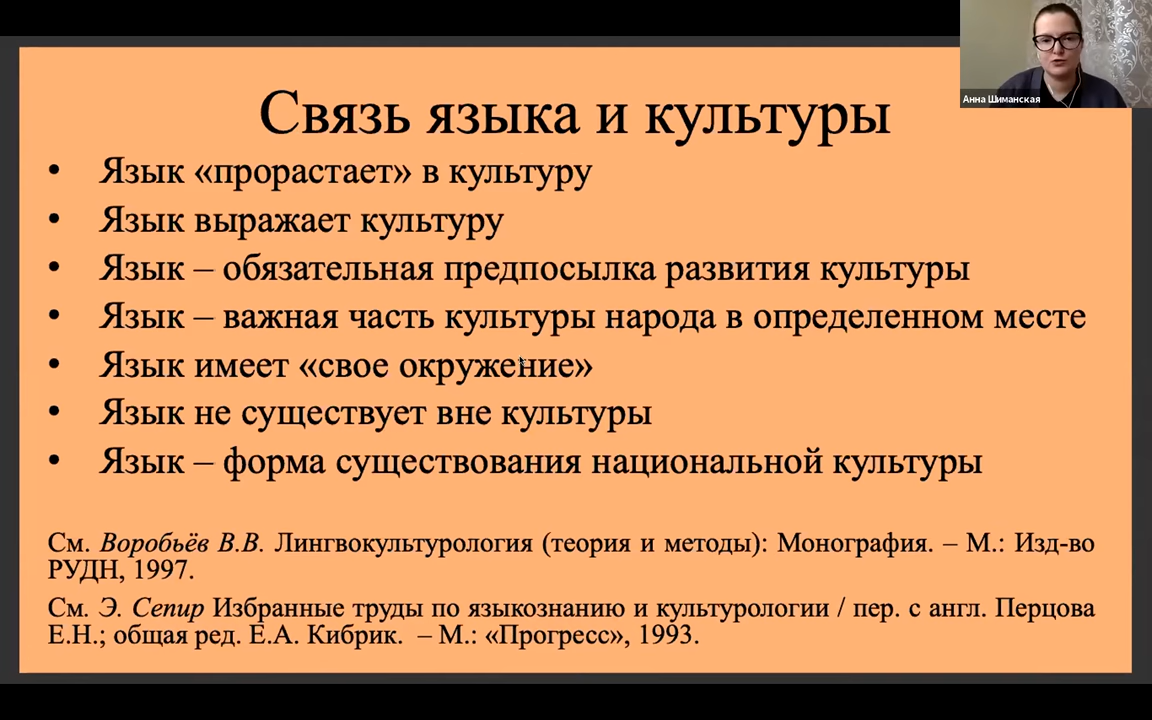 Анна Шиманская
Связь языка и культуры
• Язык «прорастает» в культуру
• Язык выражает культуру
• Язык – обязательная предпосылка развития культуры
• Язык – важная часть культуры народа в определенном месте
• Язык имеет «свое окружение»
• Язык не существует вне культуры
• Язык – форма существования национальной культуры
См. Воробьёв В.В. Лингвокультурология (теория и методы): Монография. – М.: Изд-во
РУДН, 1997.
См. Э. Сепир Избранные труды по языкознанию и культурологии / пер. с англ. Перцова
Е.Н.; общая ред. Е.А. Кибрик. – М.: «Прогресс», 1993.